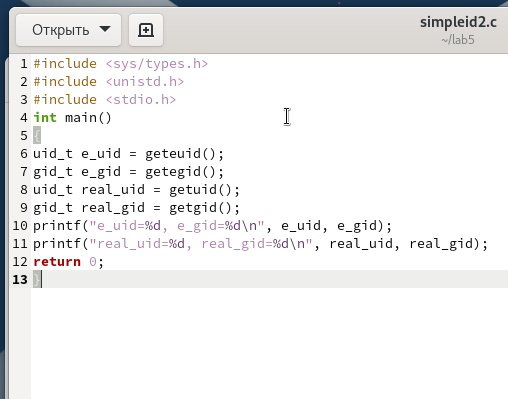 Открыть
simpleid2.c
~/lab5
1 #include <sys/types.h>
2 #include <unistd.h>
3 #include <stdio.h>
4 int main()
5 {
6 uid_t e_uid = geteuid();
7 gid_t e_gid = getegid();
8 uid_t real_uid = getuid();
9 gid_t real_gid = getgid();
10 printf("e_uid=%d, e_gid=%d\n", e_uid, e_gid);
11 printf("real_uid=%d, real_gid=%d\n", real_uid, real_gid);
12 return 0;
13 }